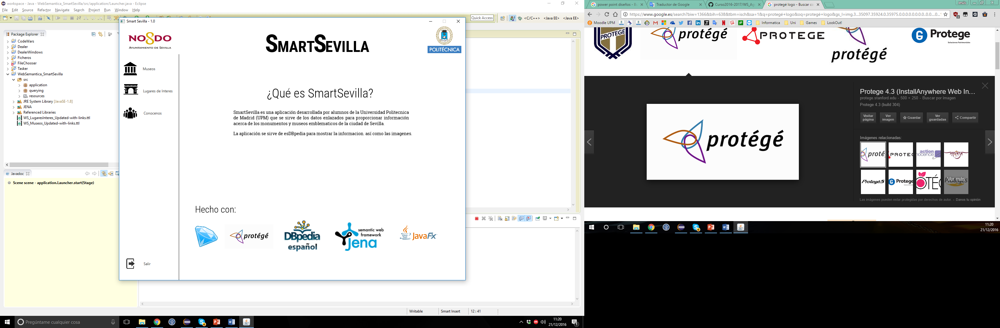 workspace - Java - WebSemantica_SmartSevilla/src/application/Launcher.java - Eclipse
File Edit Source Refactor Navigate Search Project Run Window Help
Quick Access
<C/C++> <Java EE> <Java EE>
Package Explorer
CodeWars
Dealer
DealerWindows
Ficheros
FileChooser
Tasker
WebSemantica_SmartSevilla
src
application
querying
resources
JRE System Library [JavaSE-1.8]
JENA
Referenced Libraries
WS_LugaresInteres_Updated-with-links.ttl
WS_Museos_Updated-with-links.ttl
Javadoc
Scene scene - application.Launcher.start(Stage)
Smart Sevilla - 1.0
NO8DO
AYUNTAMIENTO DE SEVILLA
SMARTSEVILLA
POLITÉCNICA
Museos
Lugares de Interes
Conocenos
Salir
¿Qué es SmartSevilla?
SmartSevilla es una aplicación desarrollada por alumnos de la Universidad Politecnica
de Madrid (UPM) que se sirve de los datos enlazados para proporcionar información
acerca de los monumentos y museos emblematicos de la ciudad de Sevilla.
La aplicación se sirve de esDBpedia para mostrar la informacion. así como las imagenes.
Hecho con:
protégé
DBpedia
español
semantic web
framework
jena
JavaFx
Writable Smart Insert 12 : 41
Pregúntame cualquier cosa
11:20
21/12/2016
power point diseños - B
Traductor de Google
Curso2016-2017/WS_Ag
protegé logo - Buscar co
Jesús
https://www.google.es/search?biw=1366&bih=638&tbm=isch&sa=1&q=protegé+logo&oq=protegé+logo&gs_l=img.3...35097.35924.0.35975.0.0.0.0.0.0.0.0..0.0....0...
Moodle UPM
Informatica
Uni
Games
LookOut!
PROTEGE
protégé
PROTEGE
protégé
Protege
Soluciones Patrimoniales
protégé
Protege 4.3 (InstallAnywhere Web In...
protege.stanford.edu - 500 × 250 - Buscar por imagen
Protege 4.3 (build 304)
Visitar página
Ver imagen
Guardar
Ver guardadas
Compartir
Imágenes relacionadas:
proté
PROTEC
action
nocence
Protegé5
Protege
OTÉC
Ver más
Las imágenes pueden estar protegidas por derechos de autor. - Danos tu opinión
11:20
21/12/2016